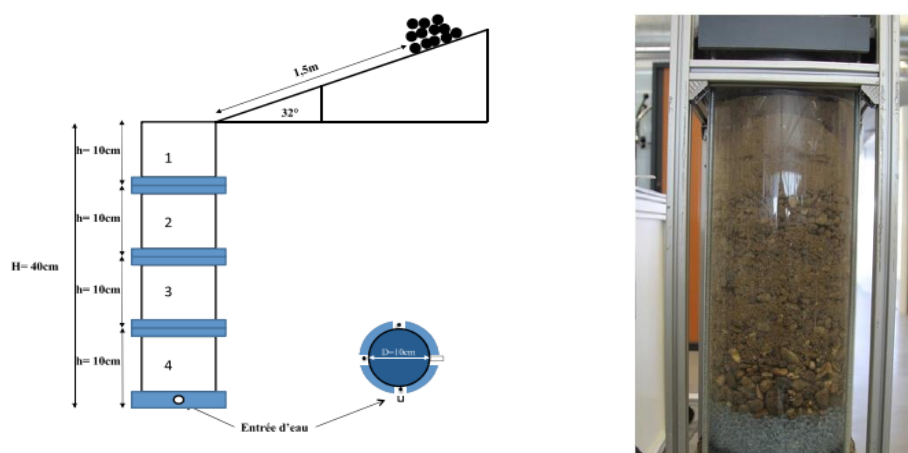 1,5m
32°
h= 10cm
1
h= 10cm
2
H= 40cm
h= 10cm
3
h= 10cm
4
D=10cm
Entrée d'eau